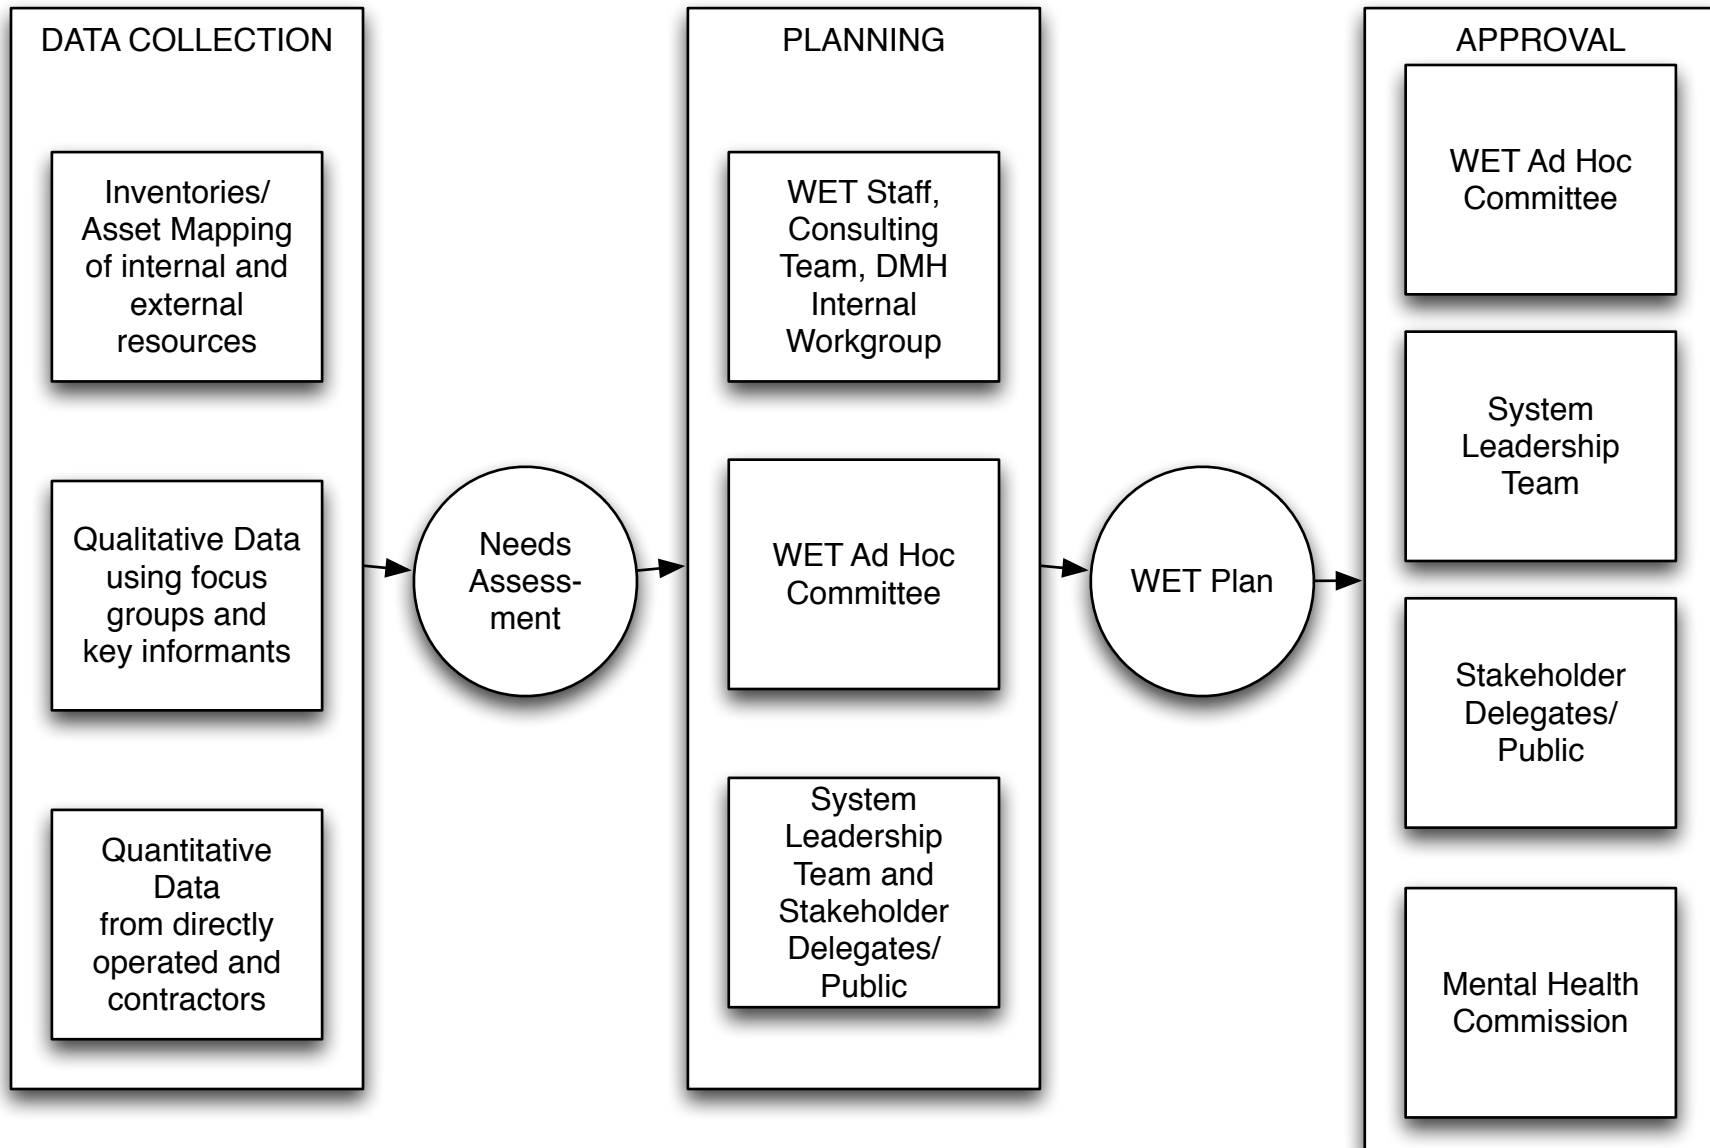 DATA COLLECTION
Inventories/
Asset Mapping
of internal and
external
resources
Qualitative Data
using focus
groups and
key informants
Quantitative
Data
from directly
operated and
contractors
Needs
Assess-
ment
PLANNING
WET Staff,
Consulting
Team, DMH
Internal
Workgroup
WET Ad Hoc
Committee
System
Leadership
Team and
Stakeholder
Delegates/
Public
WET Plan
APPROVAL
WET Ad Hoc
Committee
System
Leadership
Team
Stakeholder
Delegates/
Public
Mental Health
Commission